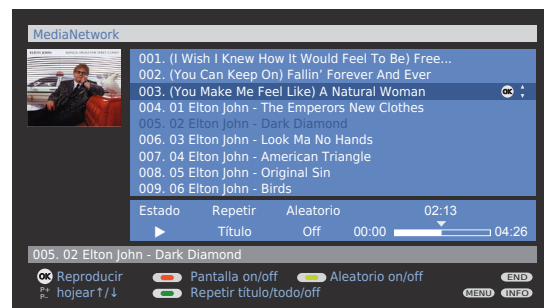 MediaNetwork
ELTON JOHN
001. (I Wish I Knew How It Would Feel To Be) Free...
002. (You Can Keep On) Fallin' Forever And Ever
003. (You Make Me Feel Like) A Natural Woman OK
004. 01 Elton John - The Emperors New Clothes
005. 02 Elton John - Dark Diamond
006. 03 Elton John - Look Ma No Hands
007. 04 Elton John - American Triangle
008. 05 Elton John - Original Sin
009. 06 Elton John - Birds
Estado Repetir Aleatorio 02:13
Título Off 00:00 04:26
005. 02 Elton John - Dark Diamond
OK Reproducir Pantalla on/off Aleatorio on/off END
P+ P- hojear↑/↓ Repetir título/todo/off MENU INFO